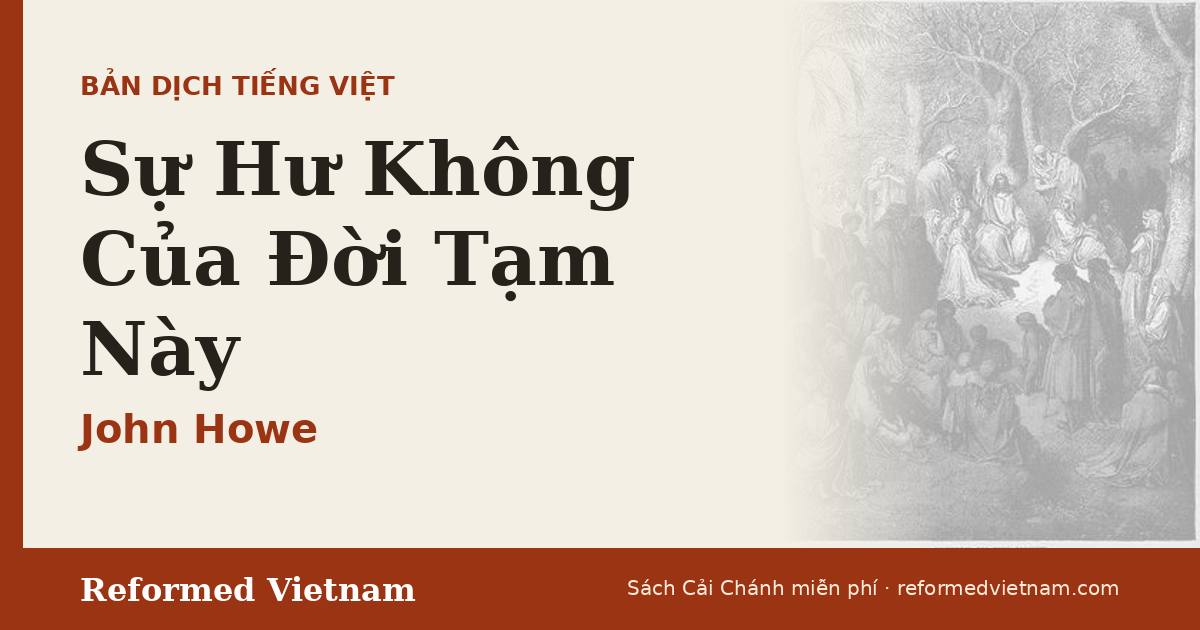 BẢN DỊCH TIẾNG VIỆT
Sự Hư Không
Của Đời Tạm
Này
John Howe
Reformed Vietnam
Sách Cải Chánh miễn phí · reformedvietnam.com